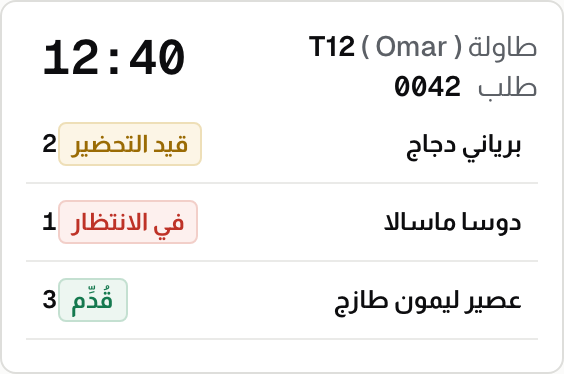 طاولة T12 ( Omar )
طلب 0042
12:40
برياني دجاج قيد التحضير 2
دوسا ماسالا في الانتظار 1
عصير ليمون طازج قُدِّم 3